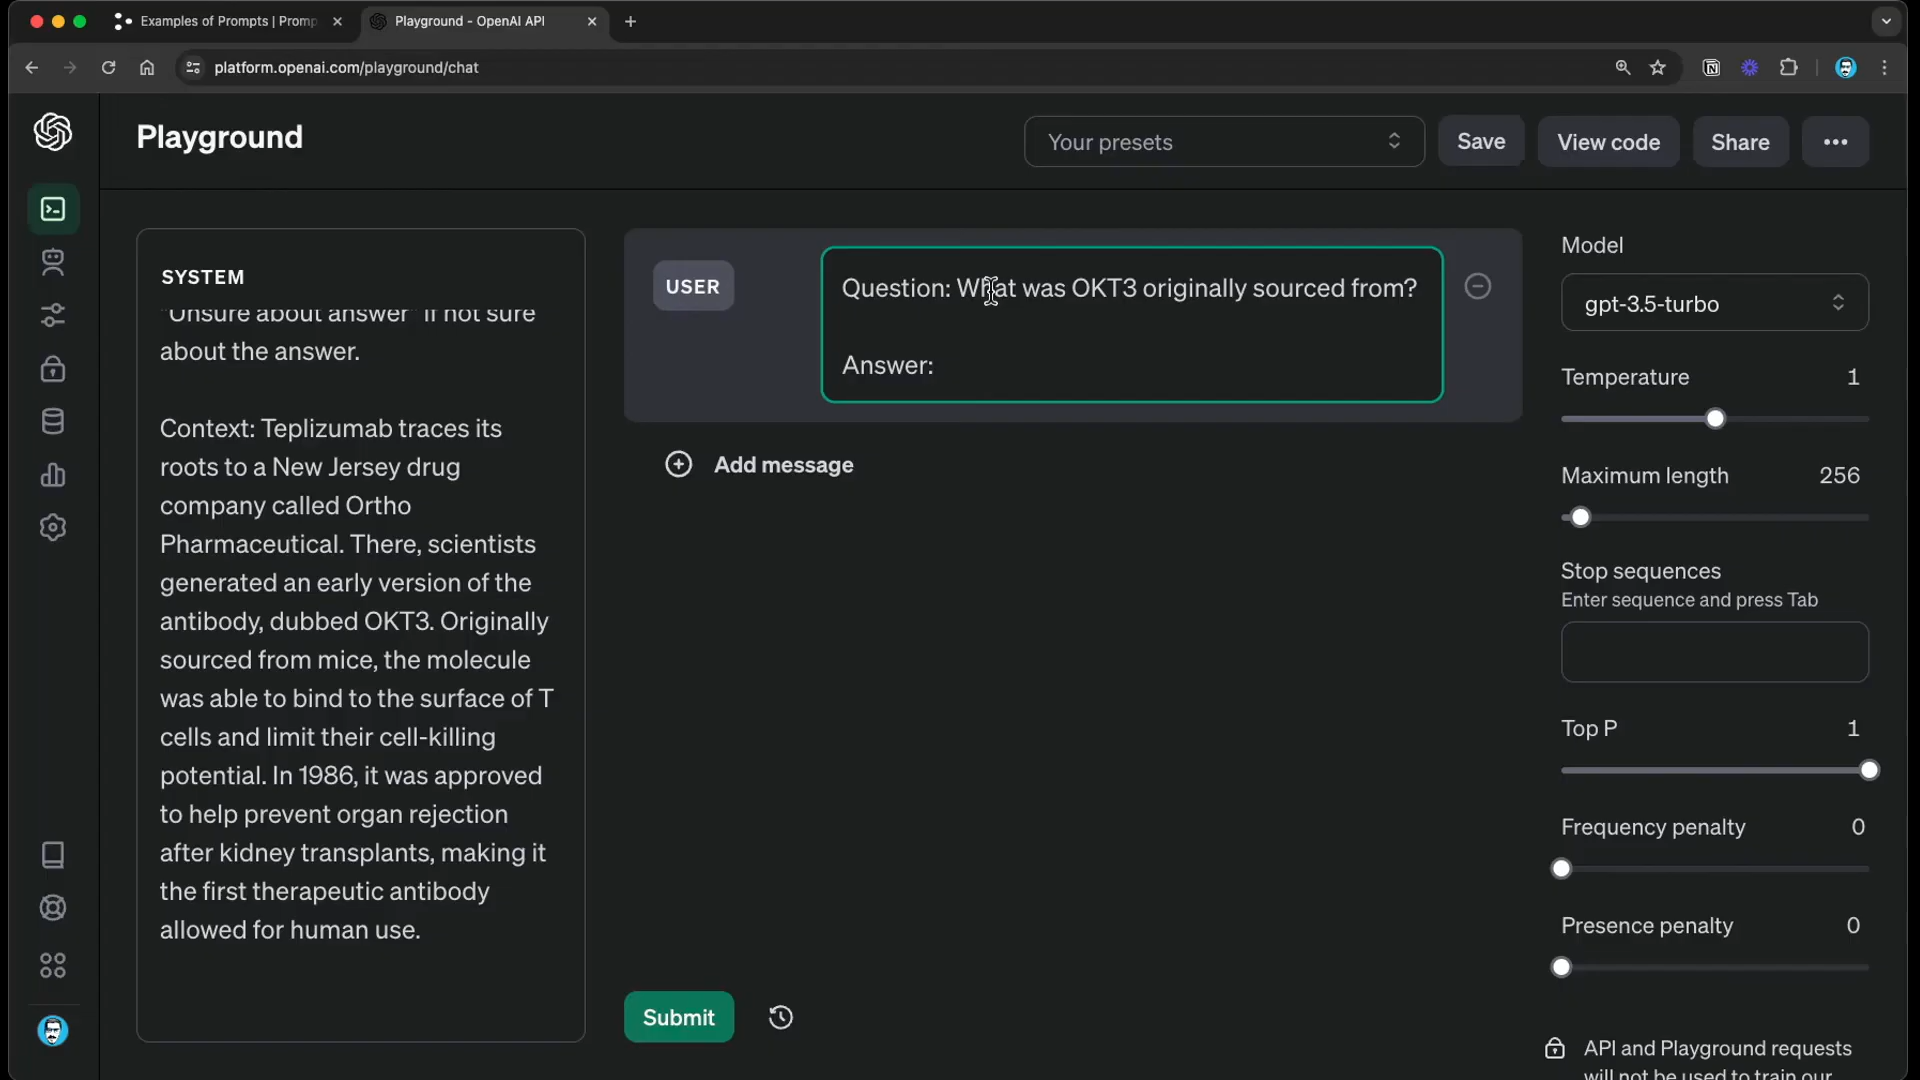 Examples of Prompts | Promp
Playground - OpenAI API
platform.openai.com/playground/chat
Playground
Your presets
Save
View code
Share
SYSTEM
"Unsure about answer" if not sure
about the answer.
Context: Teplizumab traces its
roots to a New Jersey drug
company called Ortho
Pharmaceutical. There, scientists
generated an early version of the
antibody, dubbed OKT3. Originally
sourced from mice, the molecule
was able to bind to the surface of T
cells and limit their cell-killing
potential. In 1986, it was approved
to help prevent organ rejection
after kidney transplants, making it
the first therapeutic antibody
allowed for human use.
USER
Question: What was OKT3 originally sourced from?
Answer:
Add message
Submit
Model
gpt-3.5-turbo
Temperature 1
Maximum length 256
Stop sequences
Enter sequence and press Tab
Top P 1
Frequency penalty 0
Presence penalty 0
API and Playground requests
will not be used to train our